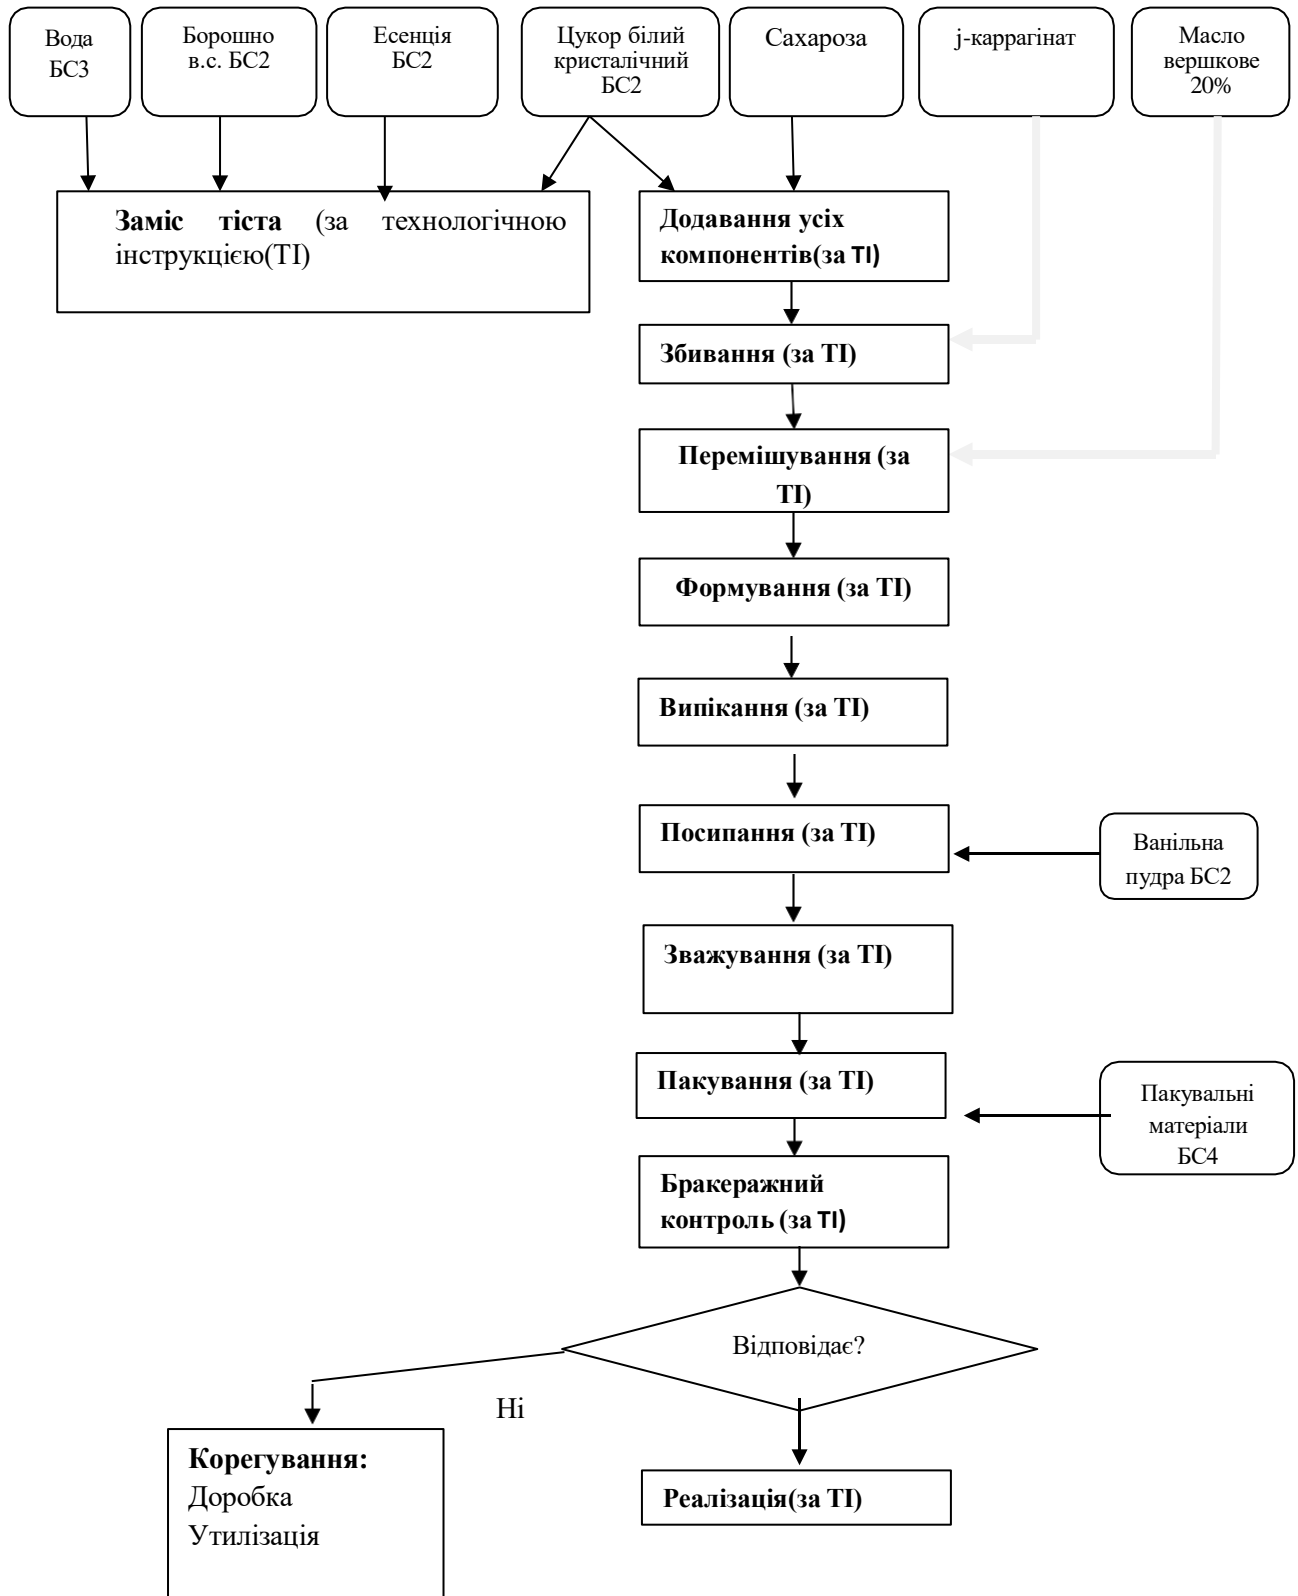 Вода
БС3
Борошно
в.с. БС2
Есенція
БС2
Цукор білий
кристалічний
БС2
Сахароза
j-каррагінат
Масло
вершкове
20%
Заміс тіста (за технологічною
інструкцією(ТІ)
Додавання усіх
компонентів(за ТІ)
Збивання (за ТІ)
Перемішування (за
ТІ)
Формування (за ТІ)
Випікання (за ТІ)
Посипання (за ТІ)
Ванільна
пудра БС2
Зважування (за ТІ)
Пакування (за ТІ)
Пакувальні
матеріали
БС4
Бракеражний
контроль (за ТІ)
Відповідає?
Ні
Корегування:
Доробка
Утилізація
Реалізація(за ТІ)